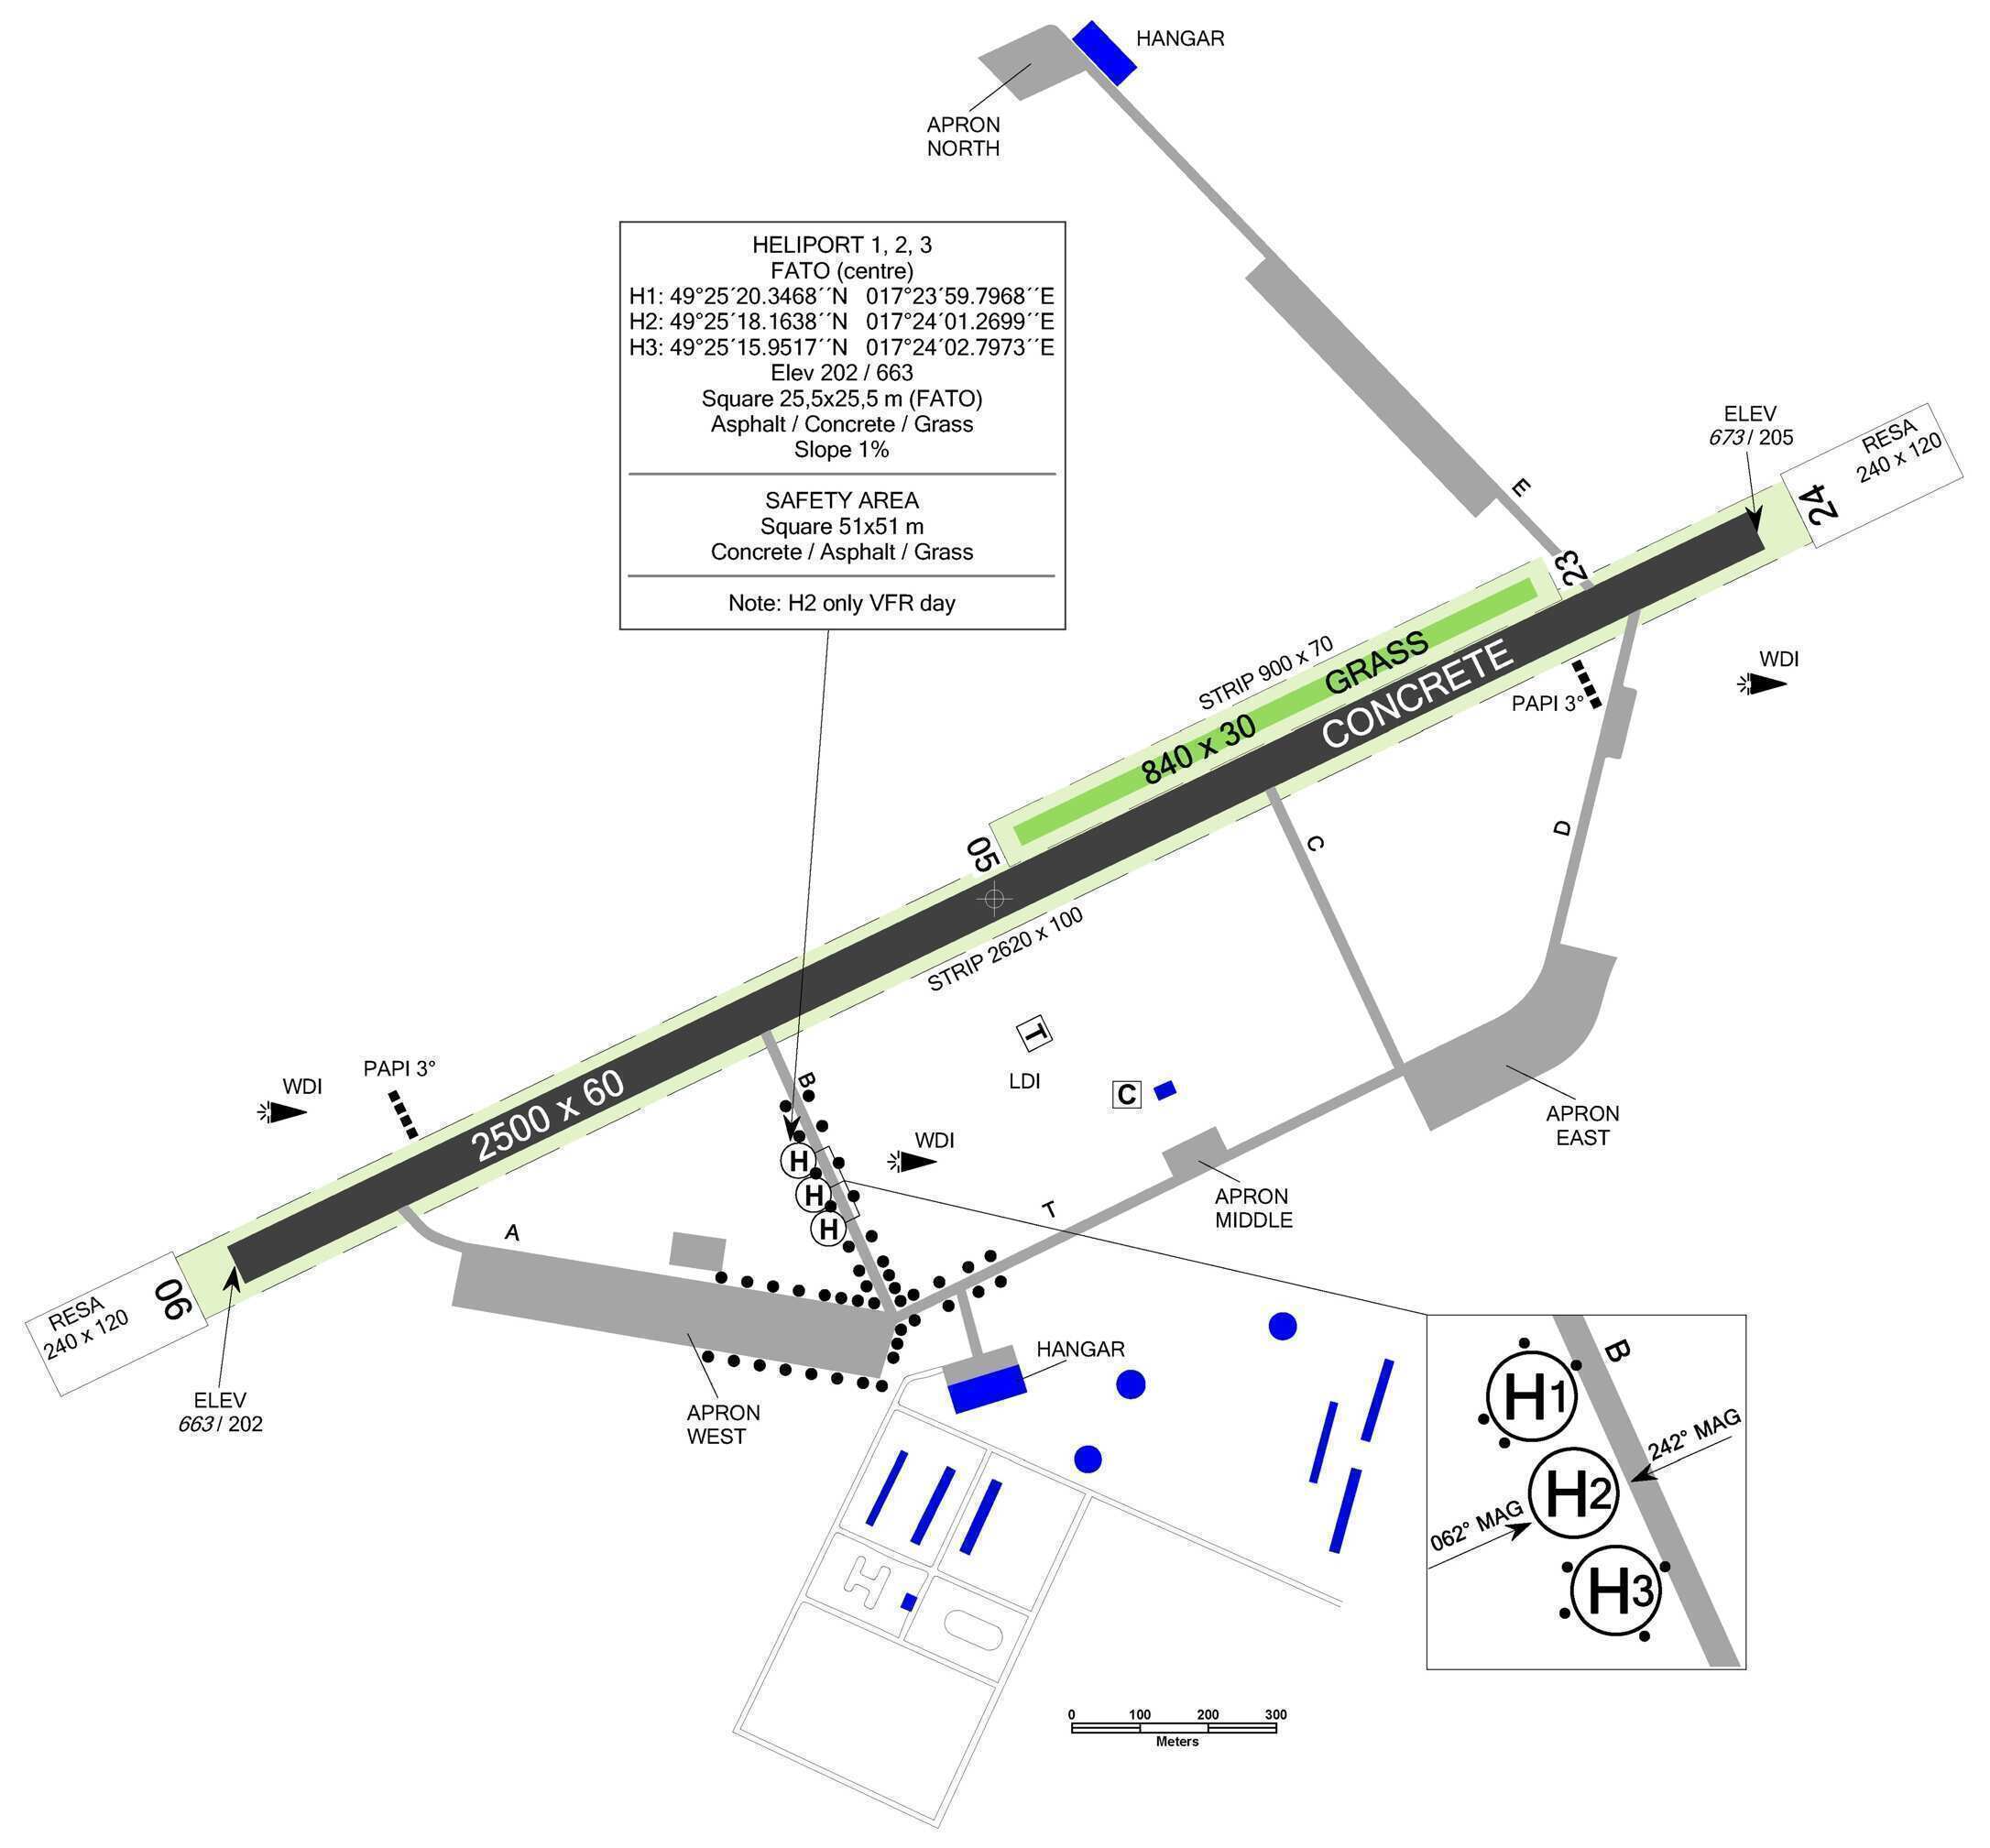 HANGAR
APRON
NORTH
HELIPORT 1, 2, 3
FATO (centre)
H1: 49°25´20.3468´´N 017°23´59.7968´´E
H2: 49°25´18.1638´´N 017°24´01.2699´´E
H3: 49°25´15.9517´´N 017°24´02.7973´´E
Elev 202 / 663
Square 25,5x25,5 m (FATO)
Asphalt / Concrete / Grass
Slope 1%
SAFETY AREA
Square 51x51 m
Concrete / Asphalt / Grass
Note: H2 only VFR day
ELEV
673 / 205
RESA
240 x 120
24
E
23
STRIP 900 x 70
GRASS
840 x 30
CONCRETE
WDI
PAPI 3°
05
C
D
STRIP 2620 x 100
T
LDI
C
B
PAPI 3°
WDI
2500 x 60
WDI
H
H
H
APRON
EAST
APRON
MIDDLE
T
A
06
RESA
240 x 120
ELEV
663 / 202
APRON
WEST
HANGAR
B
H1
242° MAG
H2
062° MAG
H3
0 100 200 300
Meters